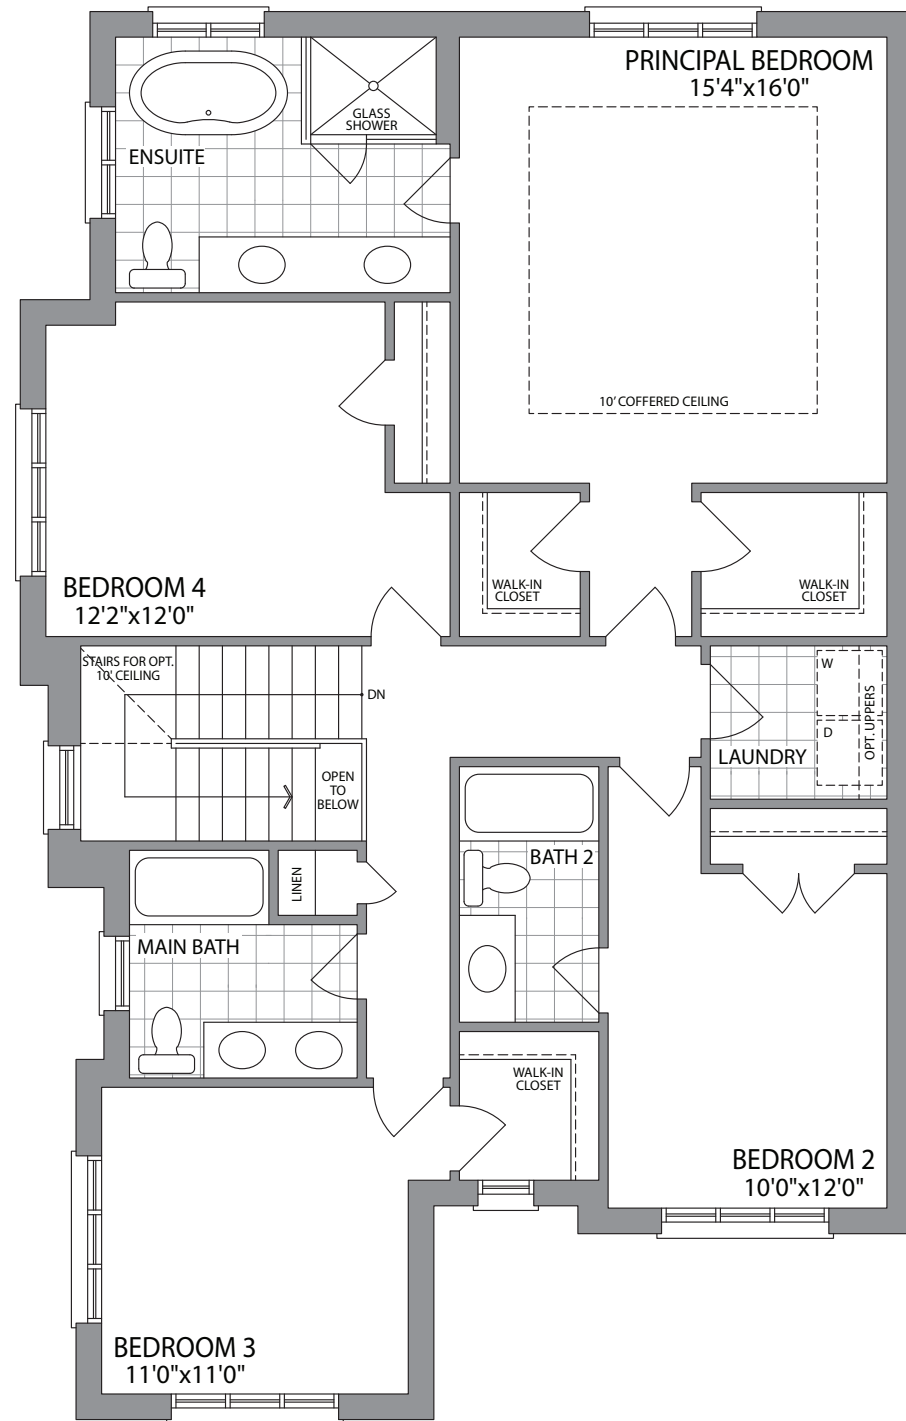 PRINCIPAL BEDROOM
15'4"x16'0"
GLASS
SHOWER
ENSUITE
10' COFFERED CEILING
BEDROOM 4
12'2"x12'0"
WALK-IN
CLOSET
WALK-IN
CLOSET
STAIRS FOR OPT.
10' CEILING
DN
W
D
OPT. UPPERS
LAUNDRY
OPEN
TO
BELOW
BATH 2
LINEN
MAIN BATH
WALK-IN
CLOSET
BEDROOM 2
10'0"x12'0"
BEDROOM 3
11'0"x11'0"